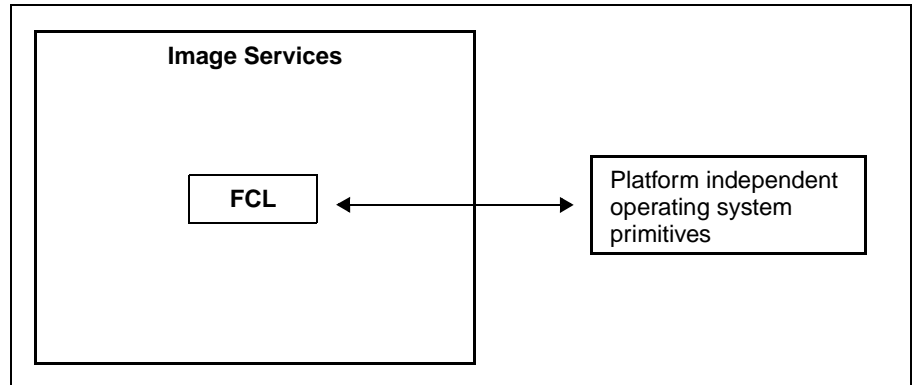 Image Services
FCL
Platform independent
operating system
primitives